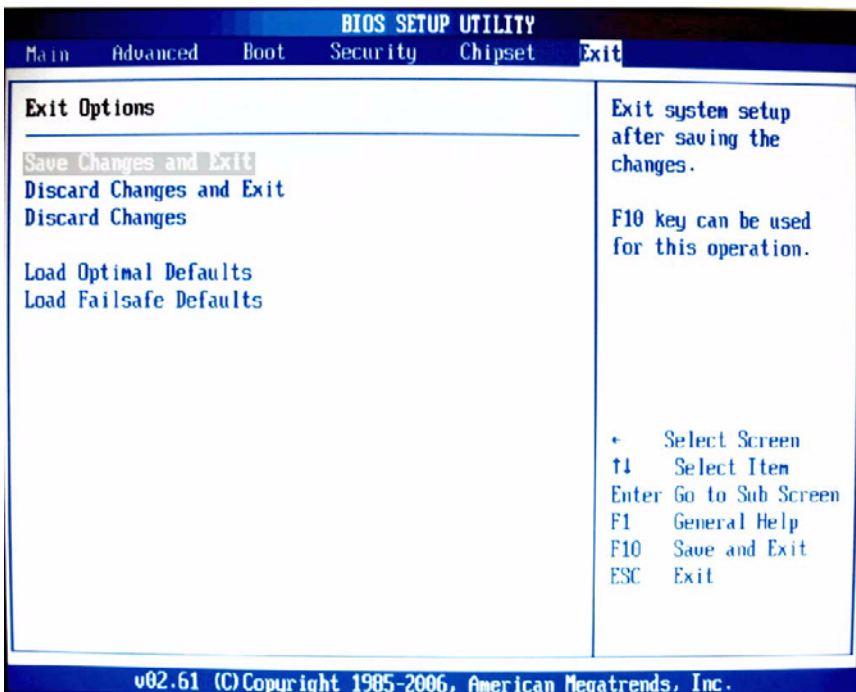 BIOS SETUP UTILITY
Main Advanced Boot Security Chipset Exit
Exit Options
Save Changes and Exit
Discard Changes and Exit
Discard Changes
Load Optimal Defaults
Load Failsafe Defaults
Exit system setup
after saving the
changes.
F10 key can be used
for this operation.
← Select Screen
↑↓ Select Item
Enter Go to Sub Screen
F1 General Help
F10 Save and Exit
ESC Exit
v02.61 (C)Copyright 1985-2006, American Megatrends, Inc.